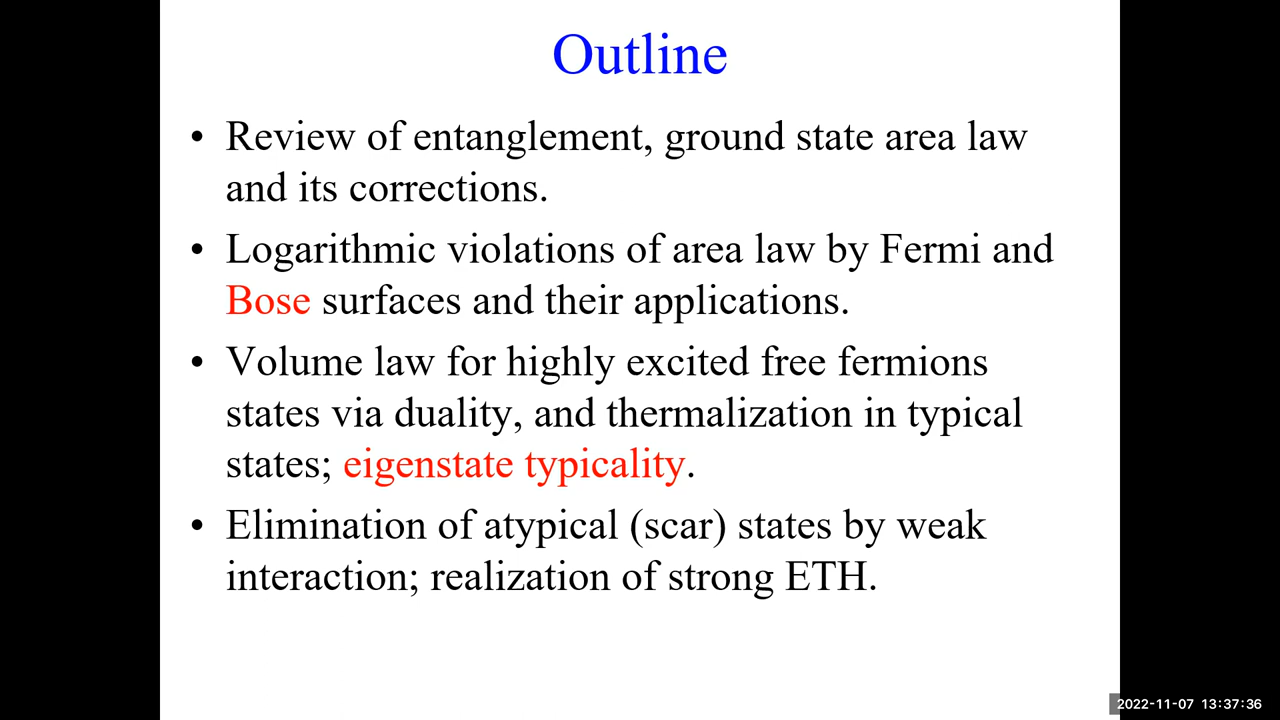 Outline
• Review of entanglement, ground state area law
and its corrections.
• Logarithmic violations of area law by Fermi and
Bose surfaces and their applications.
• Volume law for highly excited free fermions
states via duality, and thermalization in typical
states; eigenstate typicality.
• Elimination of atypical (scar) states by weak
interaction; realization of strong ETH.
2022-11-07 13:37:36